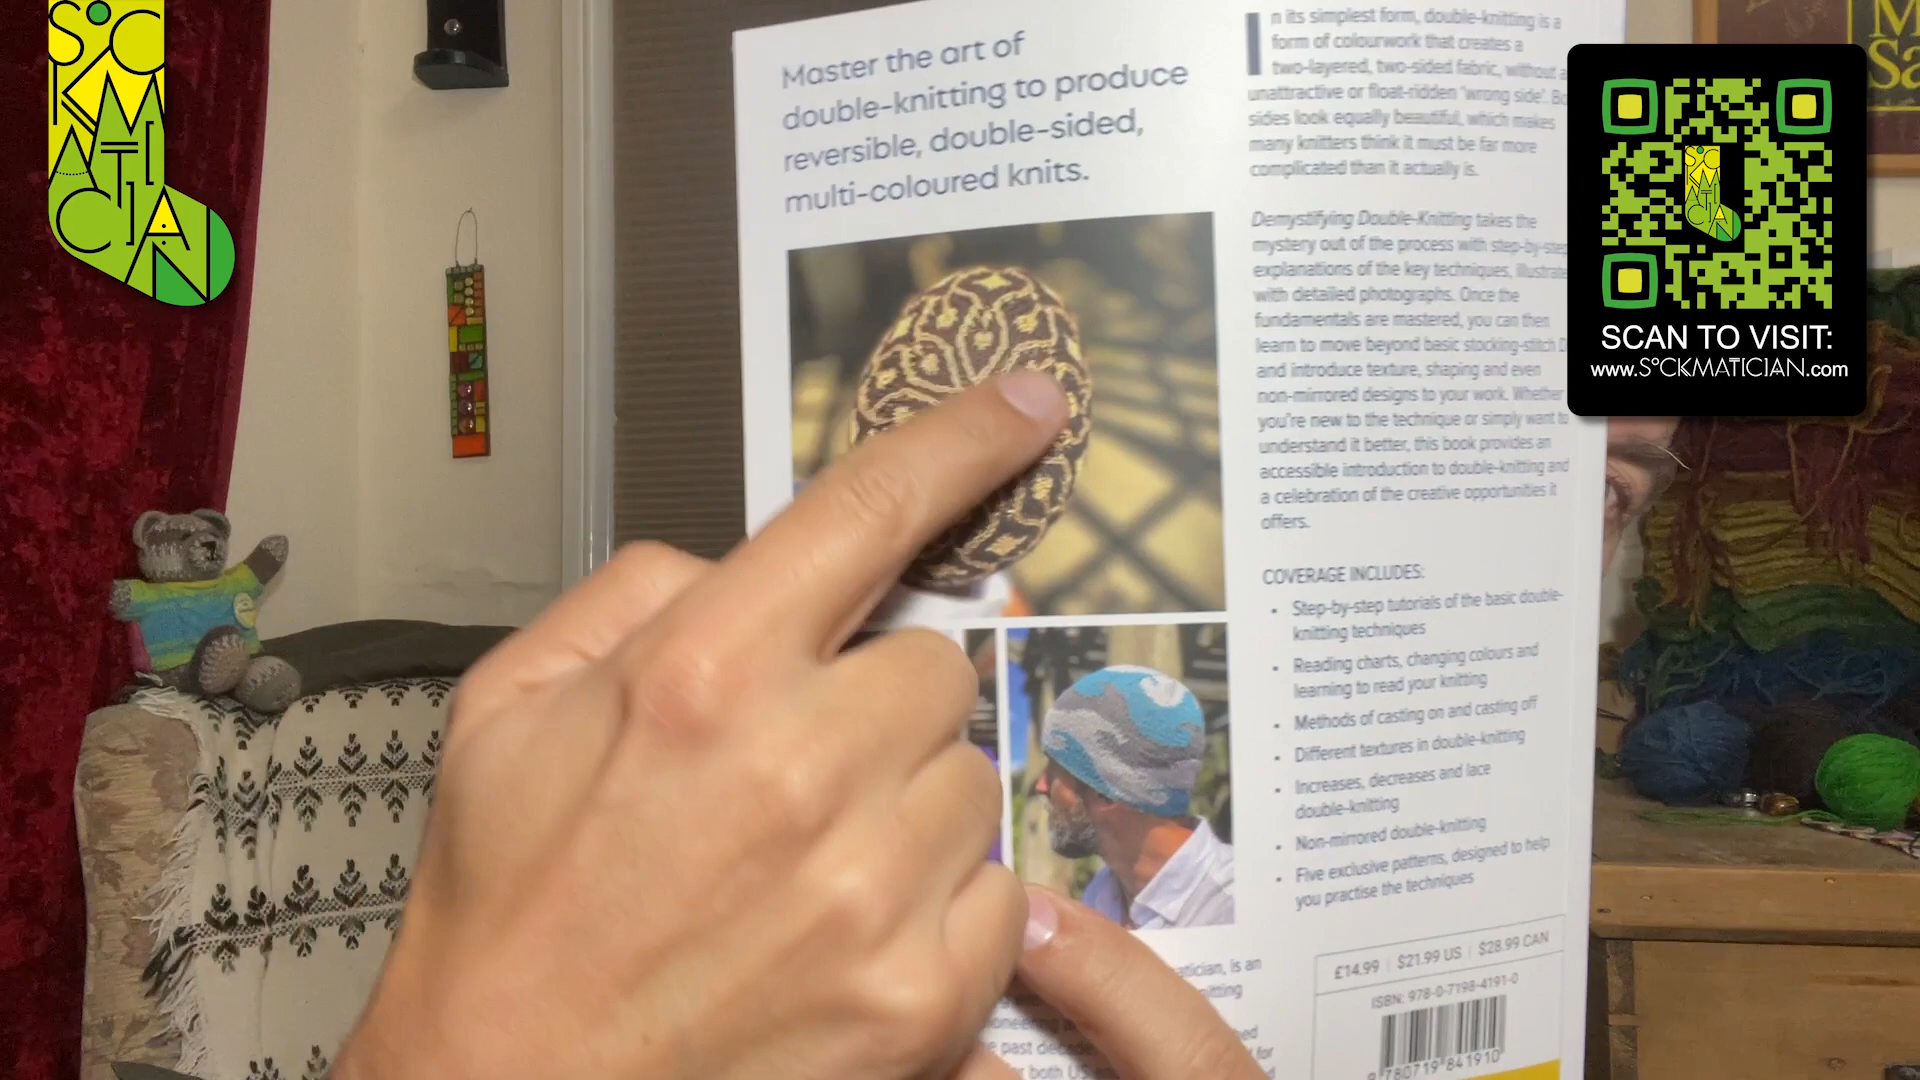 SOCKMATICIAN
Master the art of
double-knitting to produce
reversible, double-sided,
multi-coloured knits.
In its simplest form, double-knitting is a
form of colourwork that creates a
two-layered, two-sided fabric, without
unattractive or float-ridden 'wrong side'.
sides look equally beautiful, which makes
many knitters think it must be far more
complicated than it actually is.
Demystifying Double-Knitting takes the
mystery out of the process with step-by-step
explanations of the key techniques,
with detailed photographs. Once the
fundamentals are mastered, you can then
learn to move beyond basic stocking-stitch
and introduce texture, shaping and even
non-mirrored designs to your work. Whether
you're new to the technique or simply want to
understand it better, this book provides an
accessible introduction to double-knitting and
a celebration of the creative opportunities it
offers.
COVERAGE INCLUDES:
• Step-by-step tutorials of the basic double-
knitting techniques
• Reading charts, changing colours and
learning to read your knitting
• Methods of casting on and casting off
• Different textures in double-knitting
• Increases, decreases and lace
double-knitting
• Non-mirrored double-knitting
• Five exclusive patterns, designed to help
you practise the techniques
£14.99 | $21.99 US | $28.99 CAN
ISBN: 978-0-7198-4191-0
9 780719 841910
is an
past
both US
for
SCAN TO VISIT:
www.SOCKMATICIAN.com